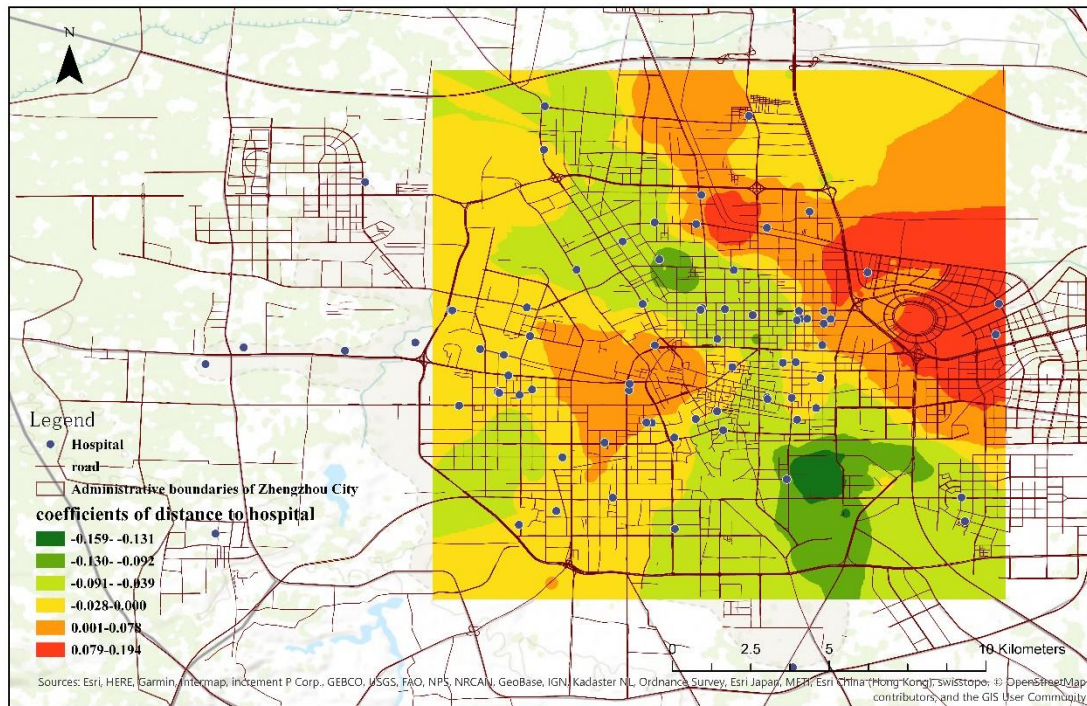 N
Legend
Hospital
road
Administrative boundaries of Zhengzhou City
coefficients of distance to hospital
-0.159- -0.131
-0.130- -0.092
-0.091- -0.039
-0.028-0.000
0.001-0.078
0.079-0.194
0 2.5 5 10 Kilometers
Sources: Esri, HERE, Garmin, Intermap, increment P Corp., GEBCO, USGS, FAO, NPS, NRCAN, GeoBase, IGN, Kadaster NL, Ordnance Survey, Esri Japan, METI, Esri China (Hong Kong), swisstopo, © OpenStreetMap
contributors, and the GIS User Community